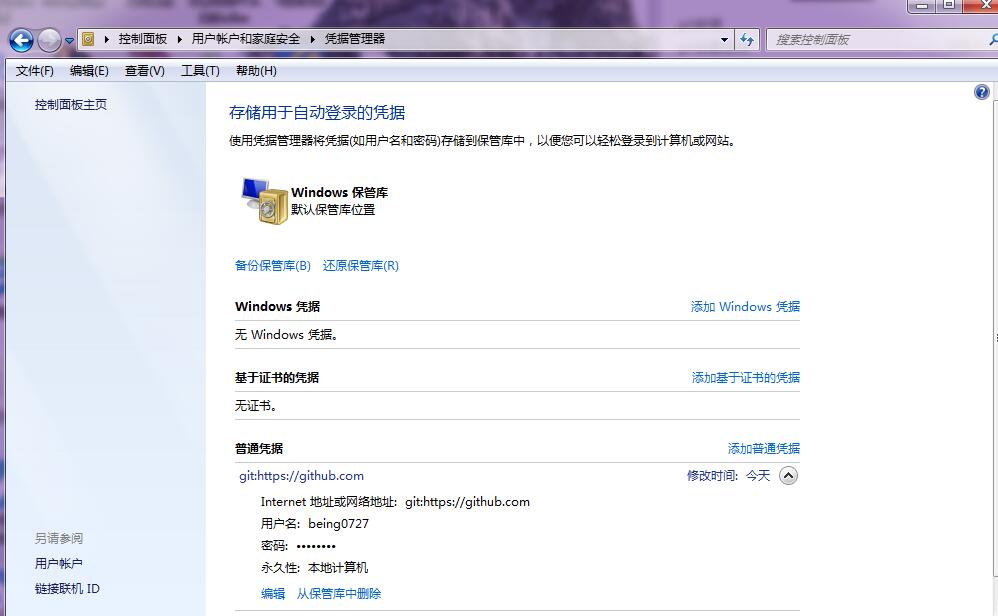 控制面板 用户帐户和家庭安全 凭据管理器 搜索控制面板
文件(F) 编辑(E) 查看(V) 工具(T) 帮助(H)
控制面板主页
存储用于自动登录的凭据
使用凭据管理器将凭据(如用户名和密码)存储到保管库中，以便您可以轻松登录到计算机或网站。
Windows 保管库
默认保管库位置
备份保管库(B) 还原保管库(R)
Windows 凭据 添加 Windows 凭据
无 Windows 凭据。
基于证书的凭据 添加基于证书的凭据
无证书。
普通凭据 添加普通凭据
git:https://github.com 修改时间: 今天
Internet 地址或网络地址: git:https://github.com
用户名: being0727
密码: ••••••••
永久性: 本地计算机
编辑 从保管库中删除
另请参阅
用户帐户
链接联机 ID